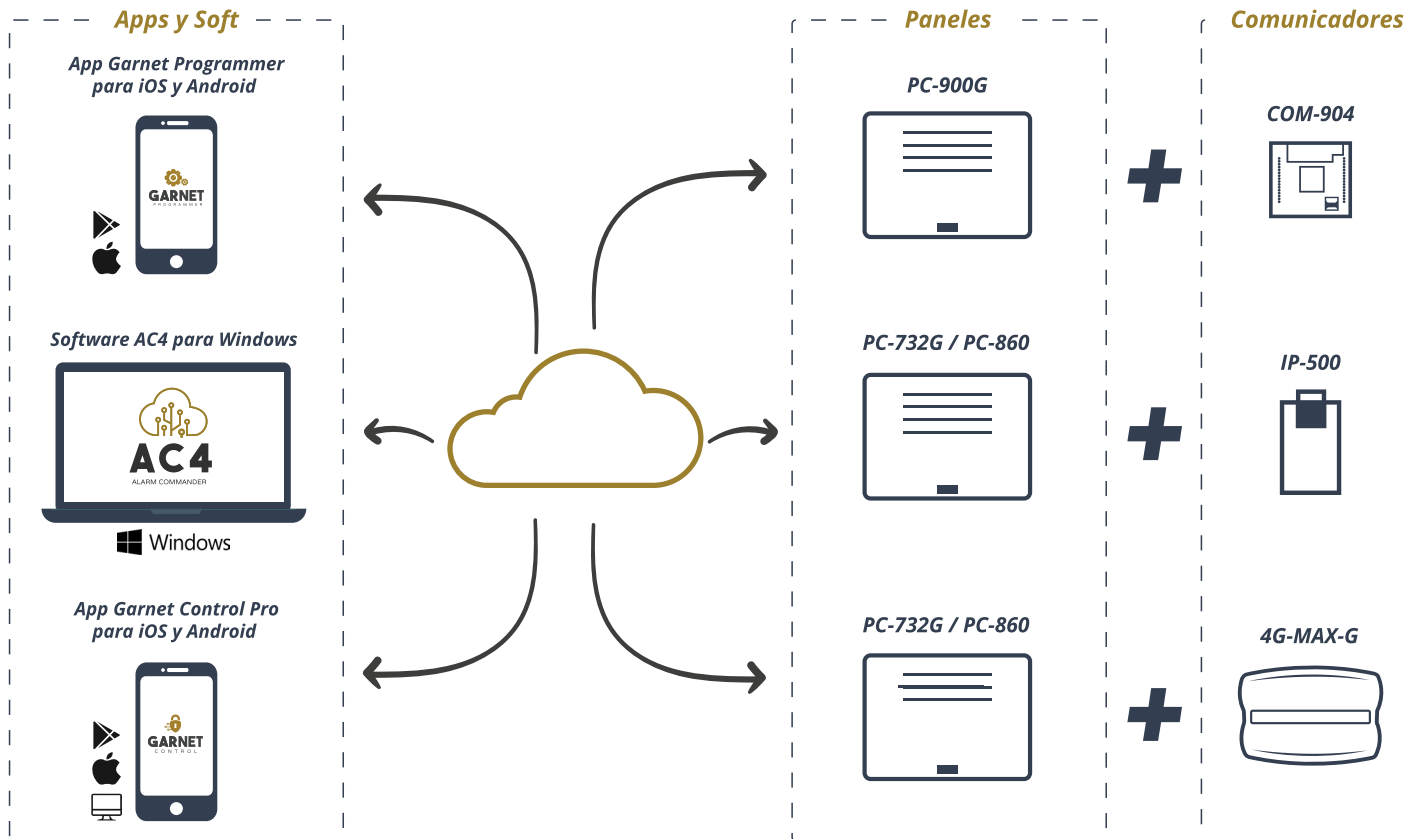 Apps y Soft
App Garnet Programmer
para iOS y Android
GARNET
PROGRAMMER
Software AC4 para Windows
AC4
ALARM COMMANDER
Windows
App Garnet Control Pro
para iOS y Android
GARNET
CONTROL
Paneles
PC-900G
PC-732G / PC-860
PC-732G / PC-860
Comunicadores
COM-904
IP-500
4G-MAX-G